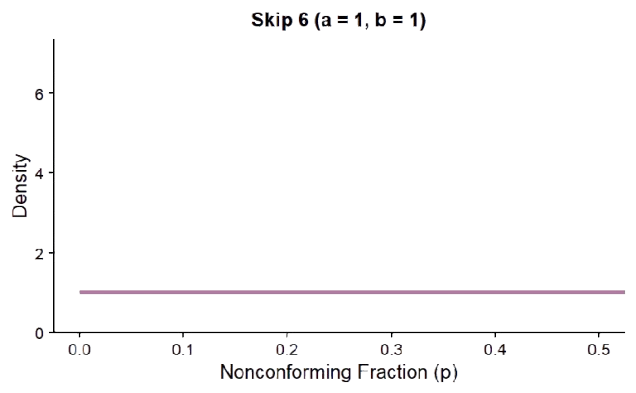 Skip 6 (a = 1, b = 1)
Density
6
4
2
0
0.0 0.1 0.2 0.3 0.4 0.5
Nonconforming Fraction (p)